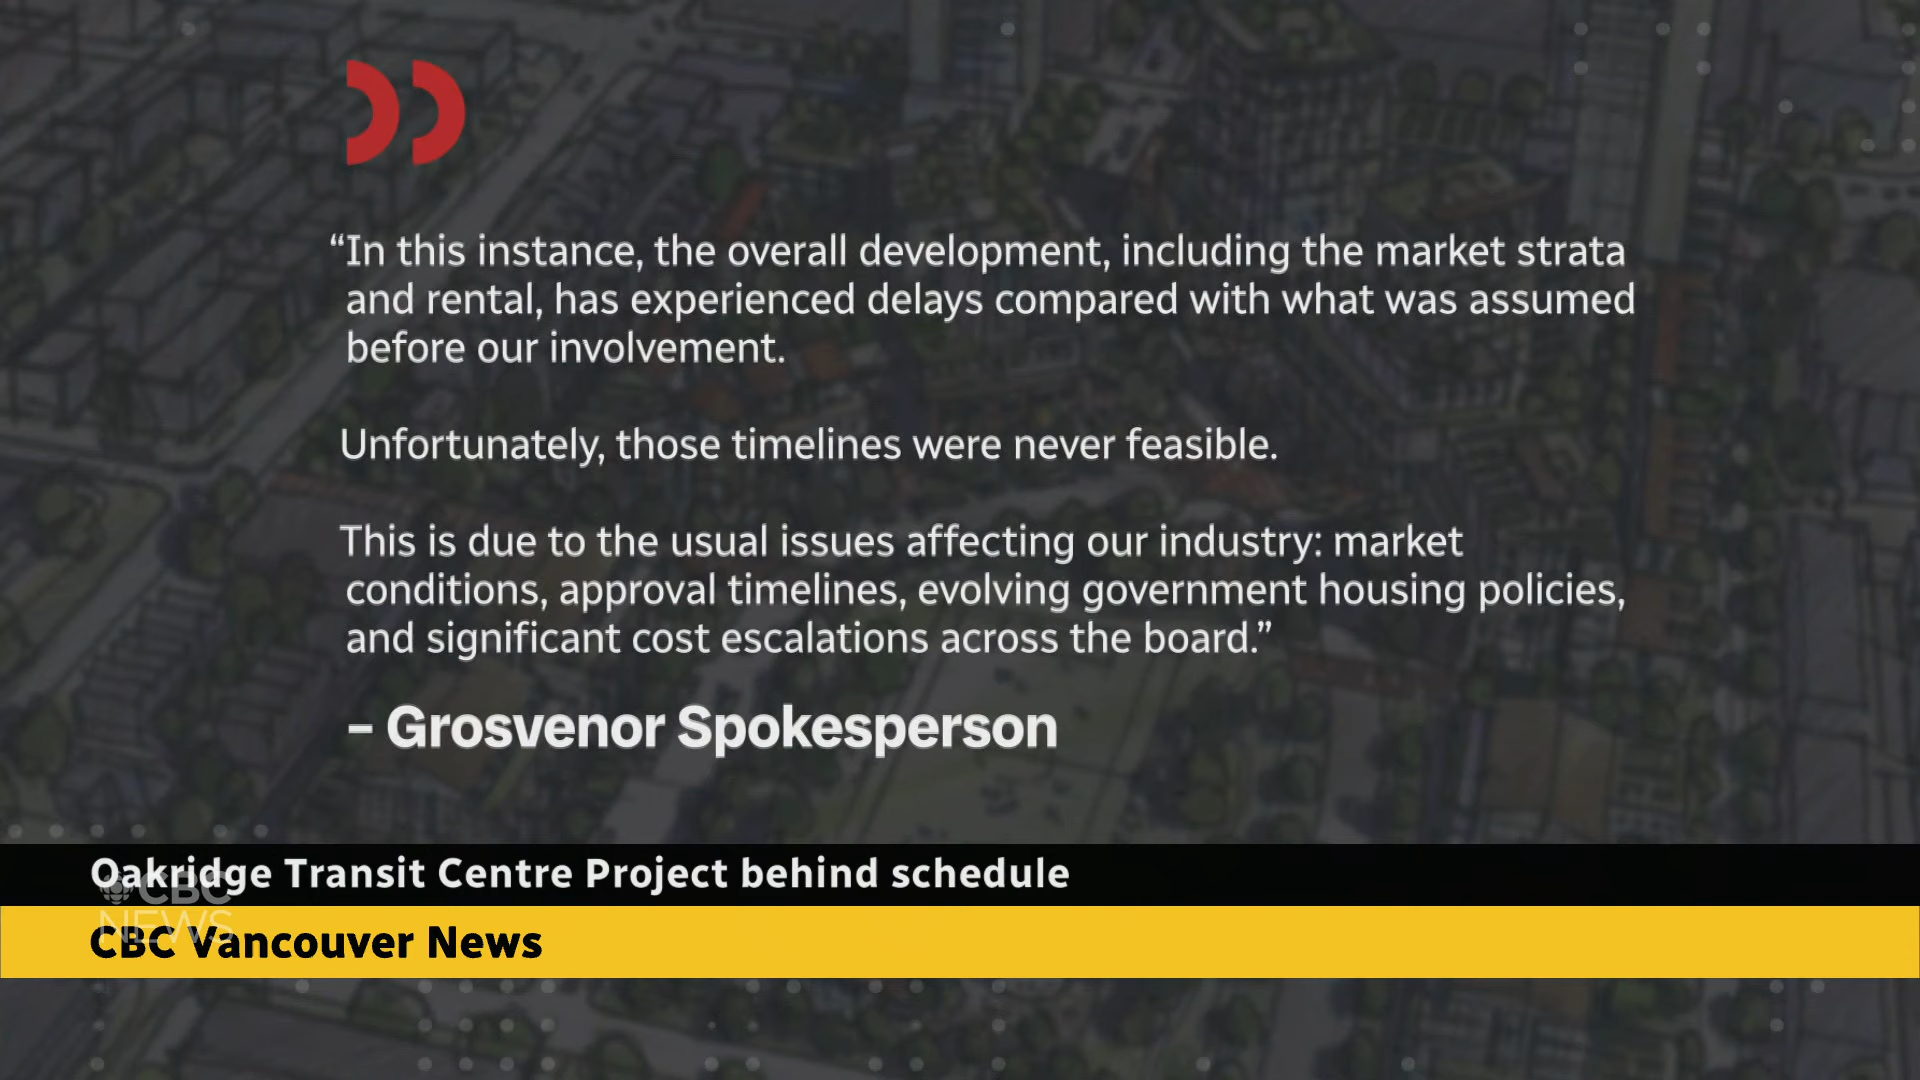 “In this instance, the overall development, including the market strata
and rental, has experienced delays compared with what was assumed
before our involvement.
Unfortunately, those timelines were never feasible.
This is due to the usual issues affecting our industry: market
conditions, approval timelines, evolving government housing policies,
and significant cost escalations across the board.”
– Grosvenor Spokesperson
Oakridge Transit Centre Project behind schedule
CBC
NEWS
CBC Vancouver News